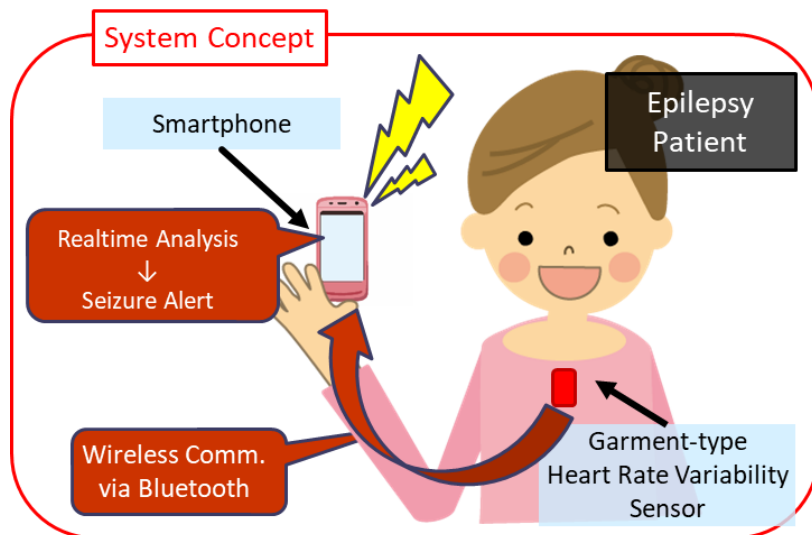 System Concept
Smartphone
Epilepsy
Patient
Realtime Analysis
↓
Seizure Alert
Wireless Comm.
via Bluetooth
Garment-type
Heart Rate Variability
Sensor